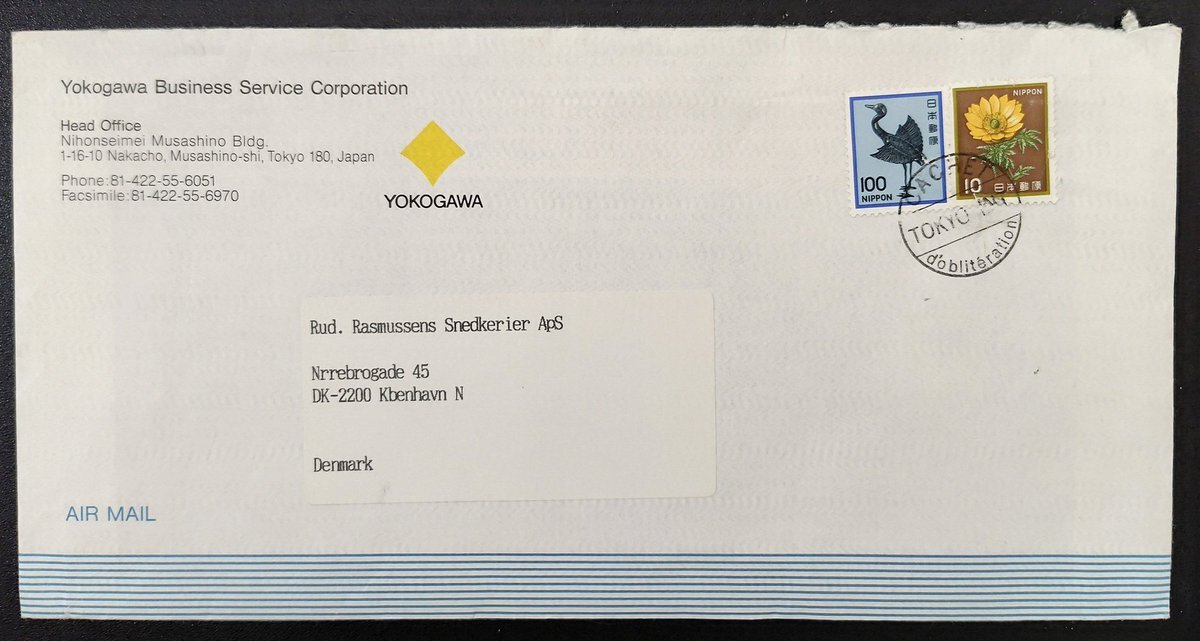 Yokogawa Business Service Corporation
Head Office
Nihonseimei Musashino Bldg.
1-16-10 Nakacho, Musashino-shi, Tokyo 180, Japan
Phone:81-422-55-6051
Facsimile:81-422-55-6970
YOKOGAWA
日本郵便
100
NIPPON
NIPPON
10 日本郵便
CACHET
TOKYO INT
d'oblitération
Rud. Rasmussens Snedkerier ApS
Nrrebrogade 45
DK-2200 Kbenhavn N
Denmark
AIR MAIL